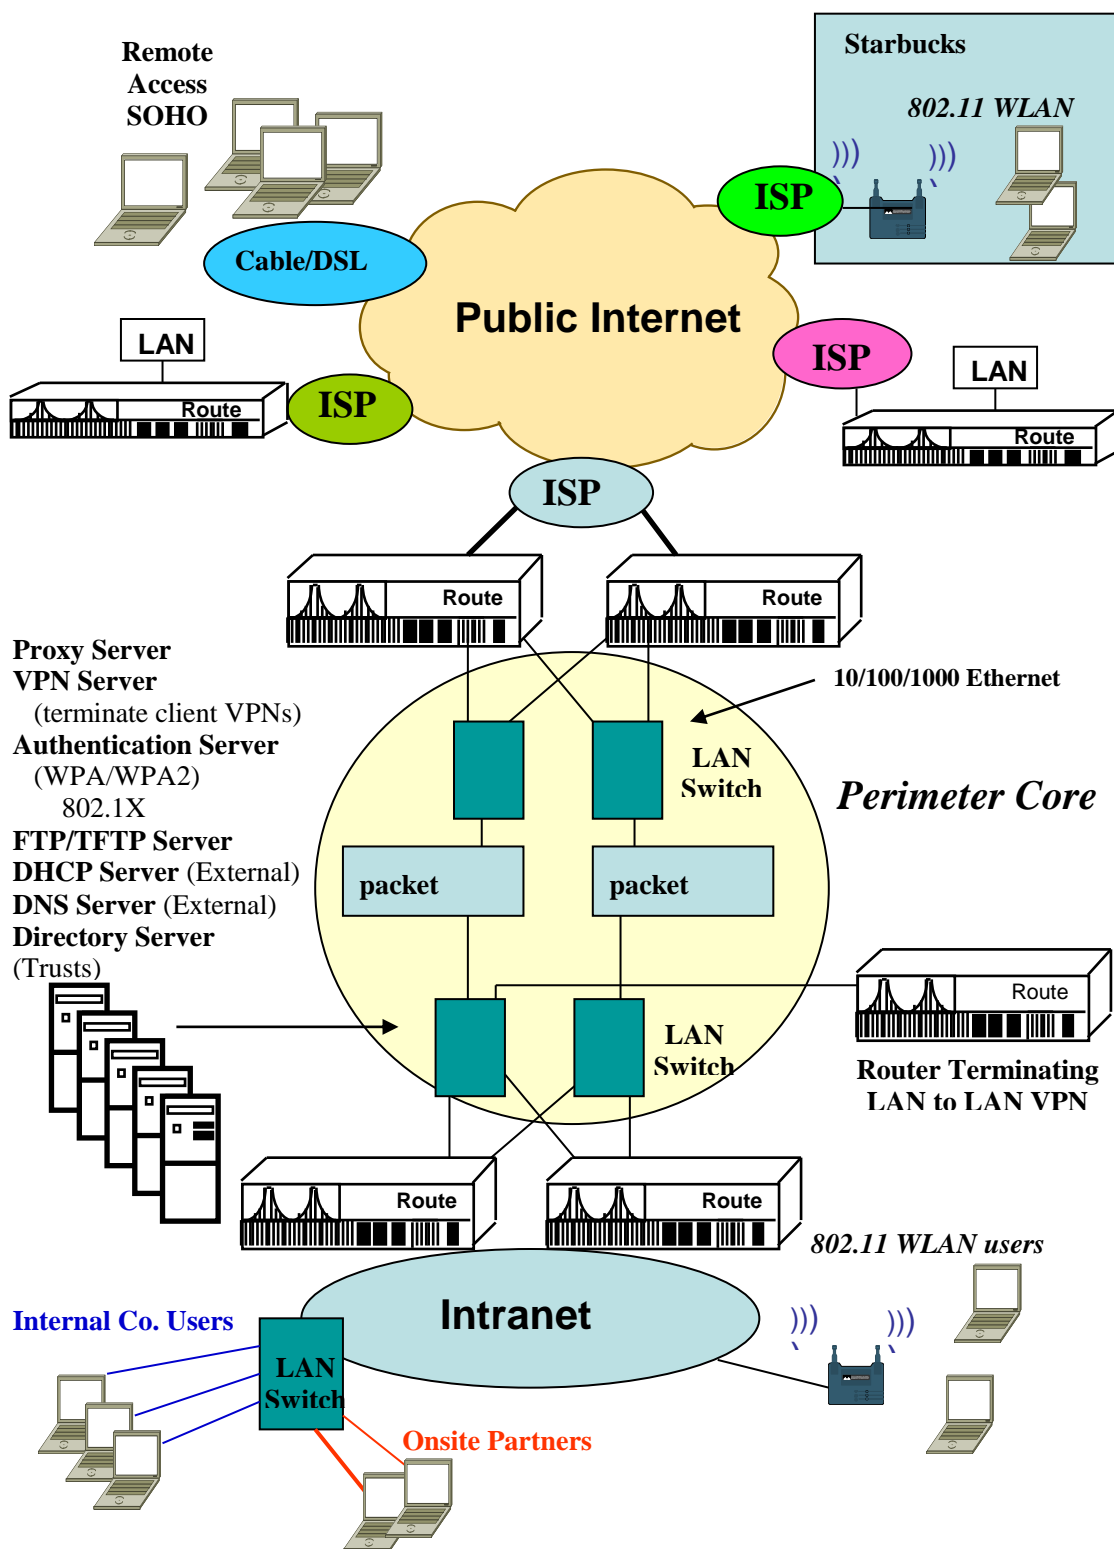 Remote
Access
SOHO
Starbucks
802.11 WLAN
)))
)))
ISP
Cable/DSL
Public Internet
LAN
Route
ISP
ISP
LAN
Route
ISP
Route
Route
Proxy Server
VPN Server
(terminate client VPNs)
Authentication Server
(WPA/WPA2)
802.1X
FTP/TFTP Server
DHCP Server (External)
DNS Server (External)
Directory Server
(Trusts)
10/100/1000 Ethernet
LAN
Switch
Perimeter Core
packet
packet
LAN
Switch
Route
Router Terminating
LAN to LAN VPN
Route
Route
802.11 WLAN users
Intranet
)))
)))
Internal Co. Users
LAN
Switch
Onsite Partners